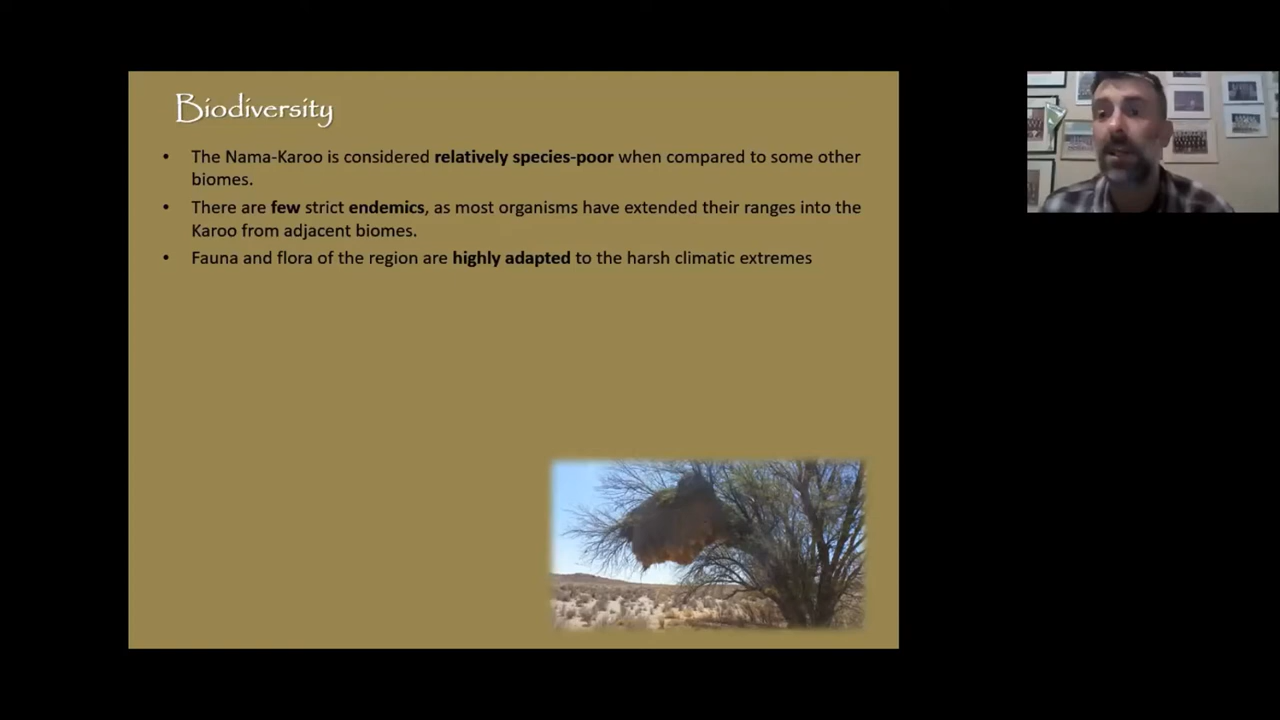 Biodiversity
• The Nama-Karoo is considered relatively species-poor when compared to some other
biomes.
• There are few strict endemics, as most organisms have extended their ranges into the
Karoo from adjacent biomes.
• Fauna and flora of the region are highly adapted to the harsh climatic extremes